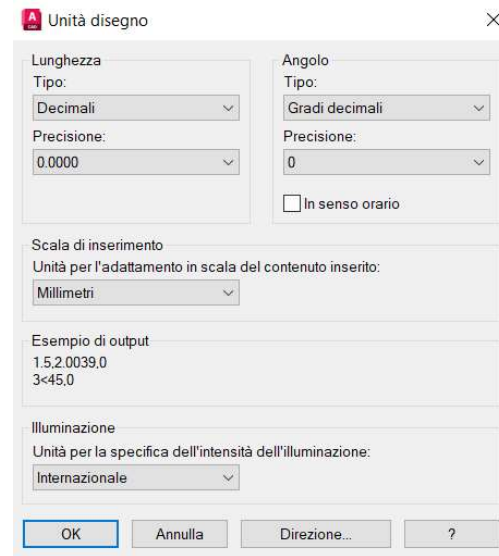 Unità disegno
Lunghezza
Tipo:
Decimali
Precisione:
0.0000
Angolo
Tipo:
Gradi decimali
Precisione:
0
In senso orario
Scala di inserimento
Unità per l'adattamento in scala del contenuto inserito:
Millimetri
Esempio di output
1.5,2.0039,0
3<45,0
Illuminazione
Unità per la specifica dell'intensità dell'illuminazione:
Internazionale
OK Annulla Direzione... ?